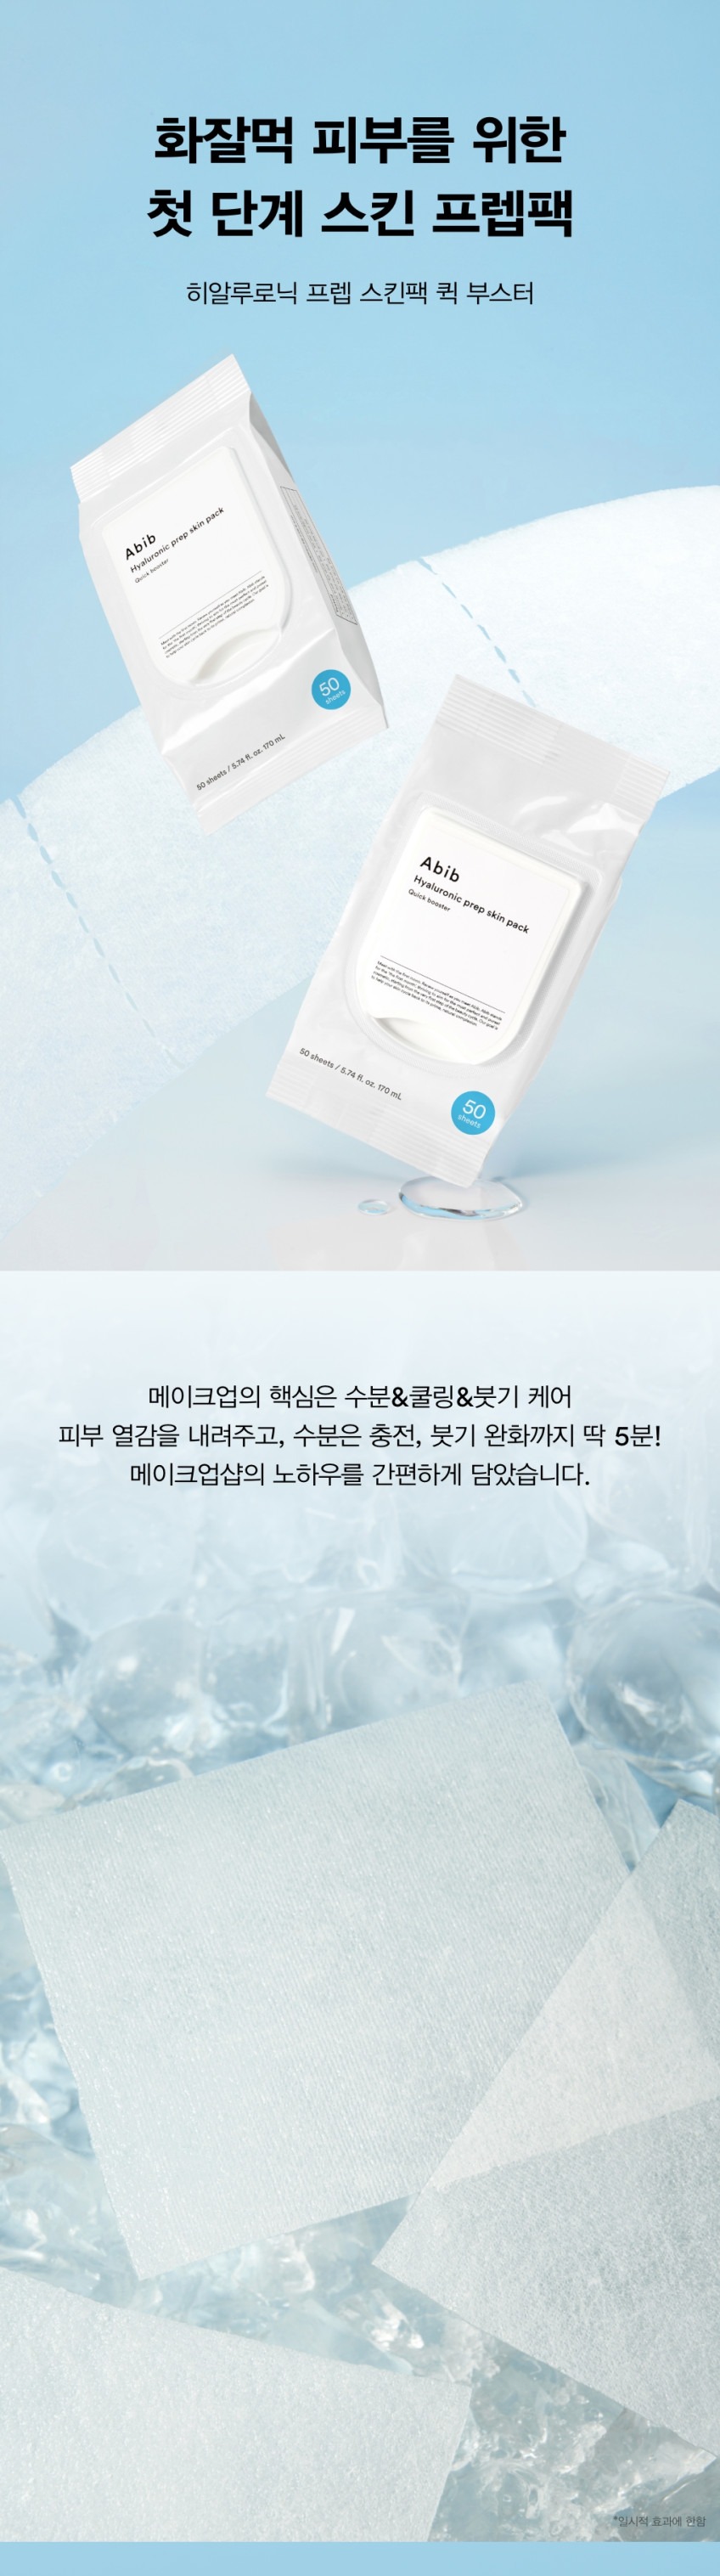 화잘먹 피부를 위한
첫 단계 스킨 프렙팩
히알루로닉 프렙 스킨팩 퀵 부스터
Abib
Hyaluronic prep skin pack
Quick booster
50
sheets
50 sheets / 5.74 fl. oz. 170 mL
Abib
Hyaluronic prep skin pack
Quick booster
50 sheets / 5.74 fl. oz. 170 mL
50
sheets
메이크업의 핵심은 수분&쿨링&붓기 케어
피부 열감을 내려주고, 수분은 충전, 붓기 완화까지 딱 5분!
메이크업샵의 노하우를 간편하게 담았습니다.
*일시적 효과에 한함